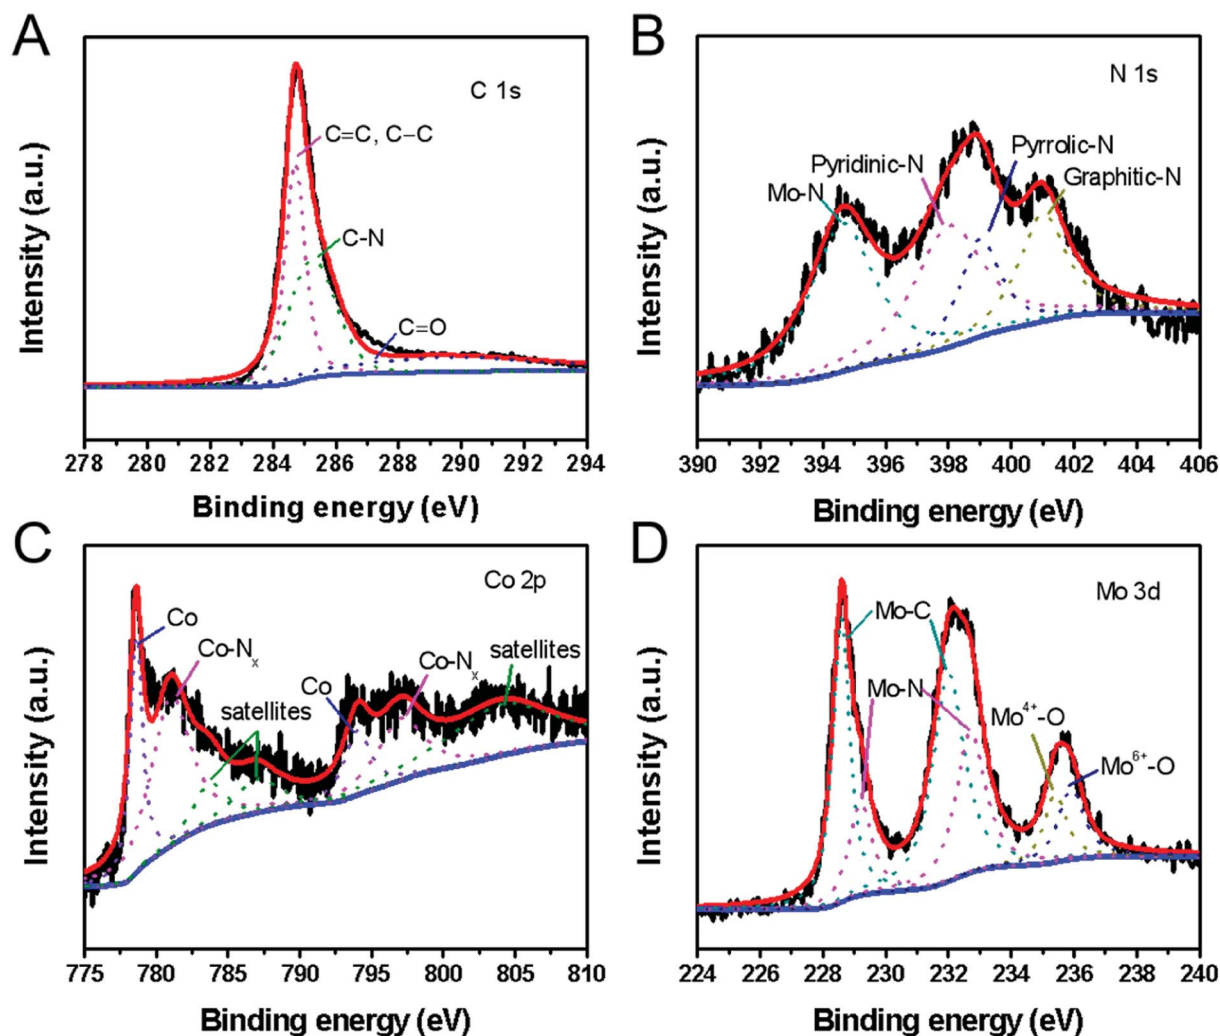 A
C 1s
C=C, C–C
C-N
C=O
Intensity (a.u.)
278 280 282 284 286 288 290 292 294
Binding energy (eV)
B
N 1s
Pyrrolic-N
Pyridinic-N
Graphitic-N
Mo-N
Intensity (a.u.)
390 392 394 396 398 400 402 404 406
Binding energy (eV)
C
Co 2p
Co
Co-Nx
satellites
Co
Co-Nx
satellites
Intensity (a.u.)
775 780 785 790 795 800 805 810
Binding energy (eV)
D
Mo 3d
Mo-C
Mo-N
Mo⁴⁺-O
Mo⁶⁺-O
Intensity (a.u.)
224 226 228 230 232 234 236 238 240
Binding energy (eV)